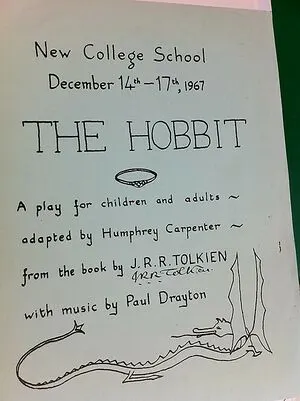 New College School
December 14th-17th, 1967
THE HOBBIT
A play for children and adults ~
adapted by Humphrey Carpenter ~
from the book by J.R.R. TOLKIEN
J.R.R. Tolkien.
with music by Paul Drayton